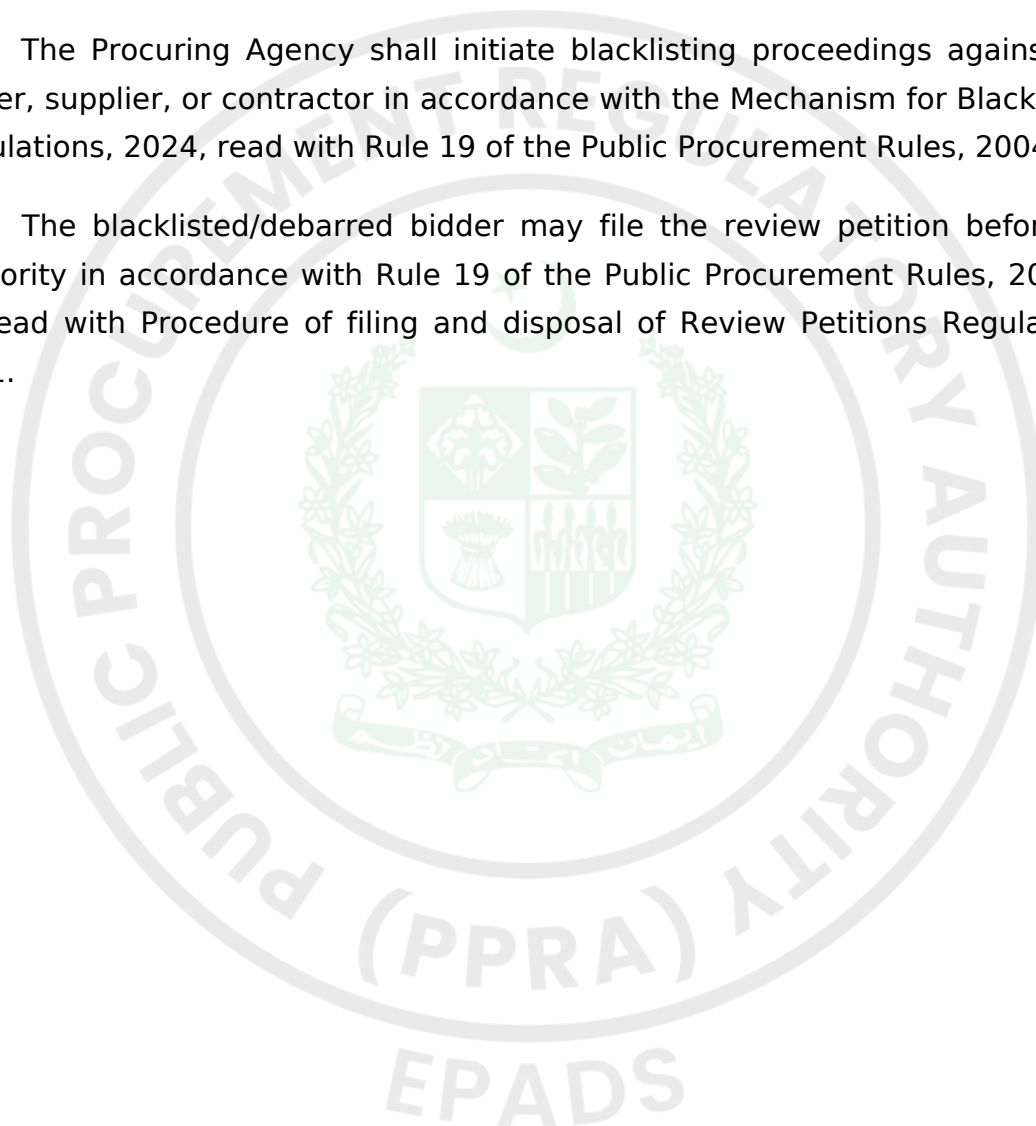 The Procuring Agency shall initiate blacklisting proceedings agains
er, supplier, or contractor in accordance with the Mechanism for Black
ulations, 2024, read with Rule 19 of the Public Procurement Rules, 2004
The blacklisted/debarred bidder may file the review petition befor
ority in accordance with Rule 19 of the Public Procurement Rules, 20
ead with Procedure of filing and disposal of Review Petitions Regula
.
PUBLIC PROCUREMENT REGULATORY AUTHORITY
(PPRA)
EPADS